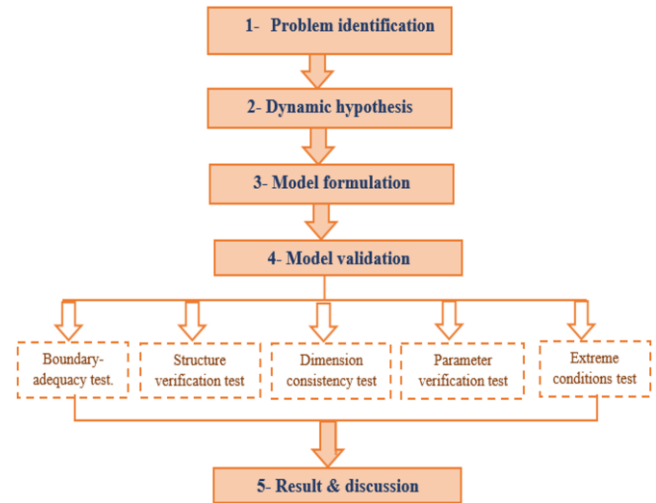 1- Problem identification
2- Dynamic hypothesis
3- Model formulation
4- Model validation
Boundary-
adequacy test.
Structure
verification test
Dimension
consistency test
Parameter
verification test
Extreme
conditions test
5- Result & discussion